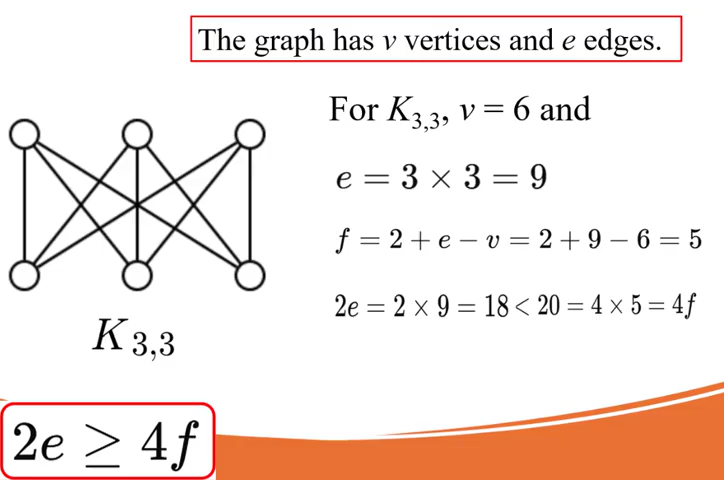 The graph has v vertices and e edges.
For K3,3, v = 6 and
e = 3 × 3 = 9
f = 2 + e − v = 2 + 9 − 6 = 5
2e = 2 × 9 = 18 < 20 = 4 × 5 = 4f
K3,3
2e ≥ 4f